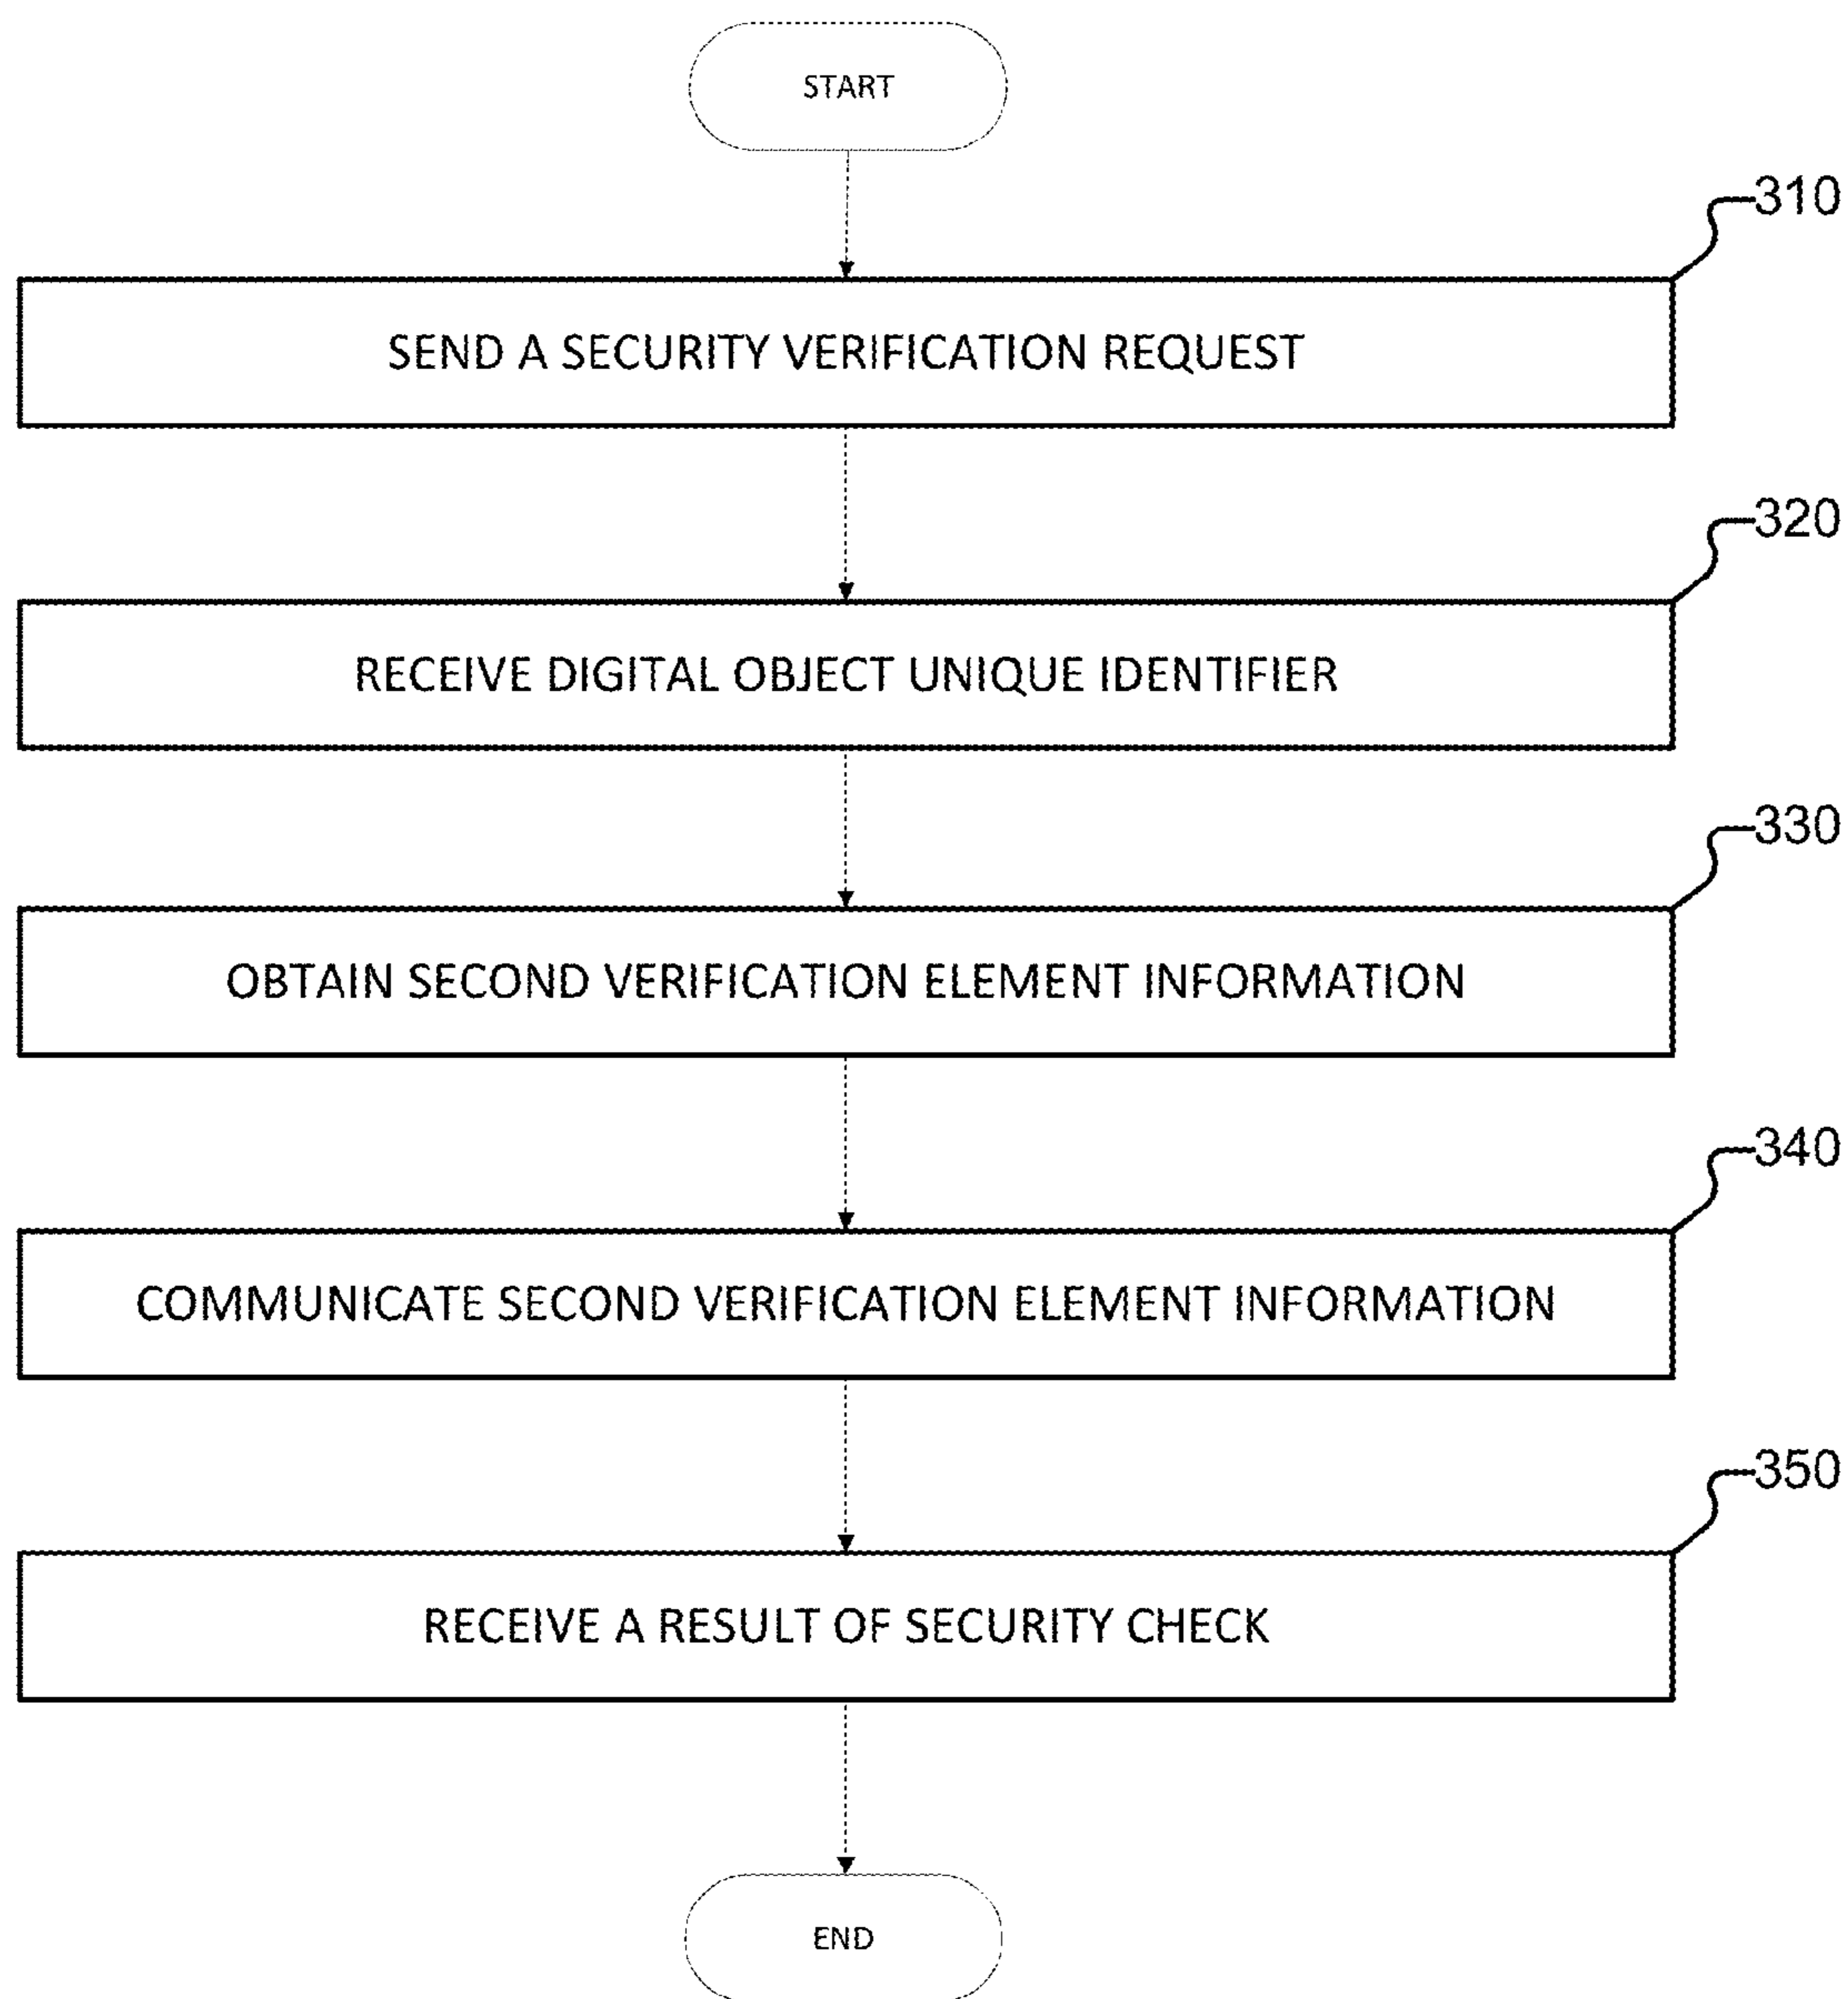 START
310
SEND A SECURITY VERIFICATION REQUEST
320
RECEIVE DIGITAL OBJECT UNIQUE IDENTIFIER
330
OBTAIN SECOND VERIFICATION ELEMENT INFORMATION
340
COMMUNICATE SECOND VERIFICATION ELEMENT INFORMATION
350
RECEIVE A RESULT OF SECURITY CHECK
END